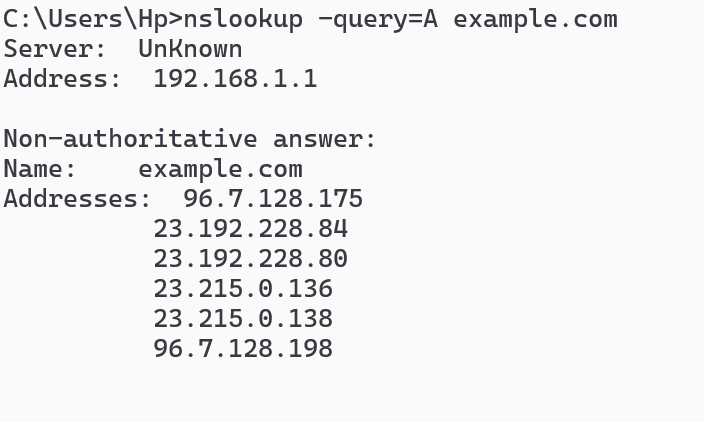 C:\Users\Hp>nslookup -query=A example.com
Server:  UnKnown
Address:  192.168.1.1

Non-authoritative answer:
Name:    example.com
Addresses:  96.7.128.175
          23.192.228.84
          23.192.228.80
          23.215.0.136
          23.215.0.138
          96.7.128.198